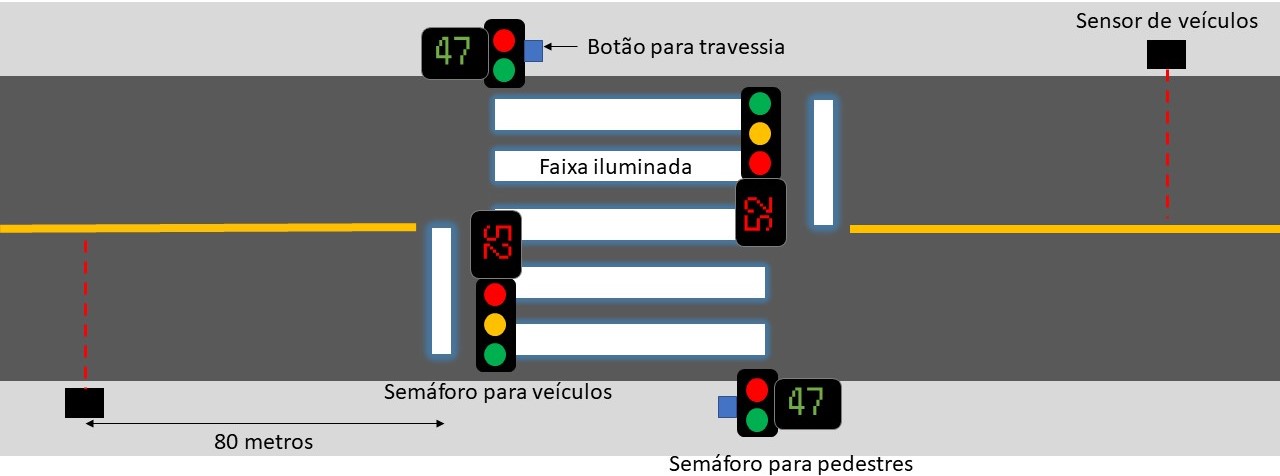 Sensor de veículos
47
Botão para travessia
Faixa iluminada
52
52
Semáforo para veículos
47
80 metros
Semáforo para pedestres